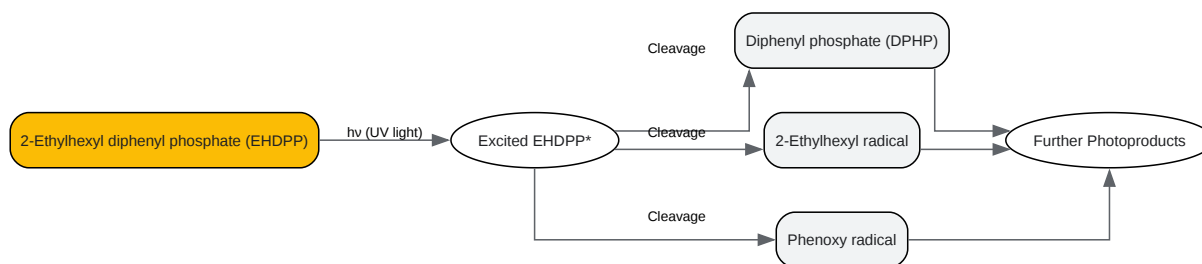 Diphenyl phosphate (DPHP)
Cleavage
2-Ethylhexyl diphenyl phosphate (EHDPP)
hν (UV light)
Excited EHDPP*
Cleavage
2-Ethylhexyl radical
Further Photoproducts
Cleavage
Phenoxy radical